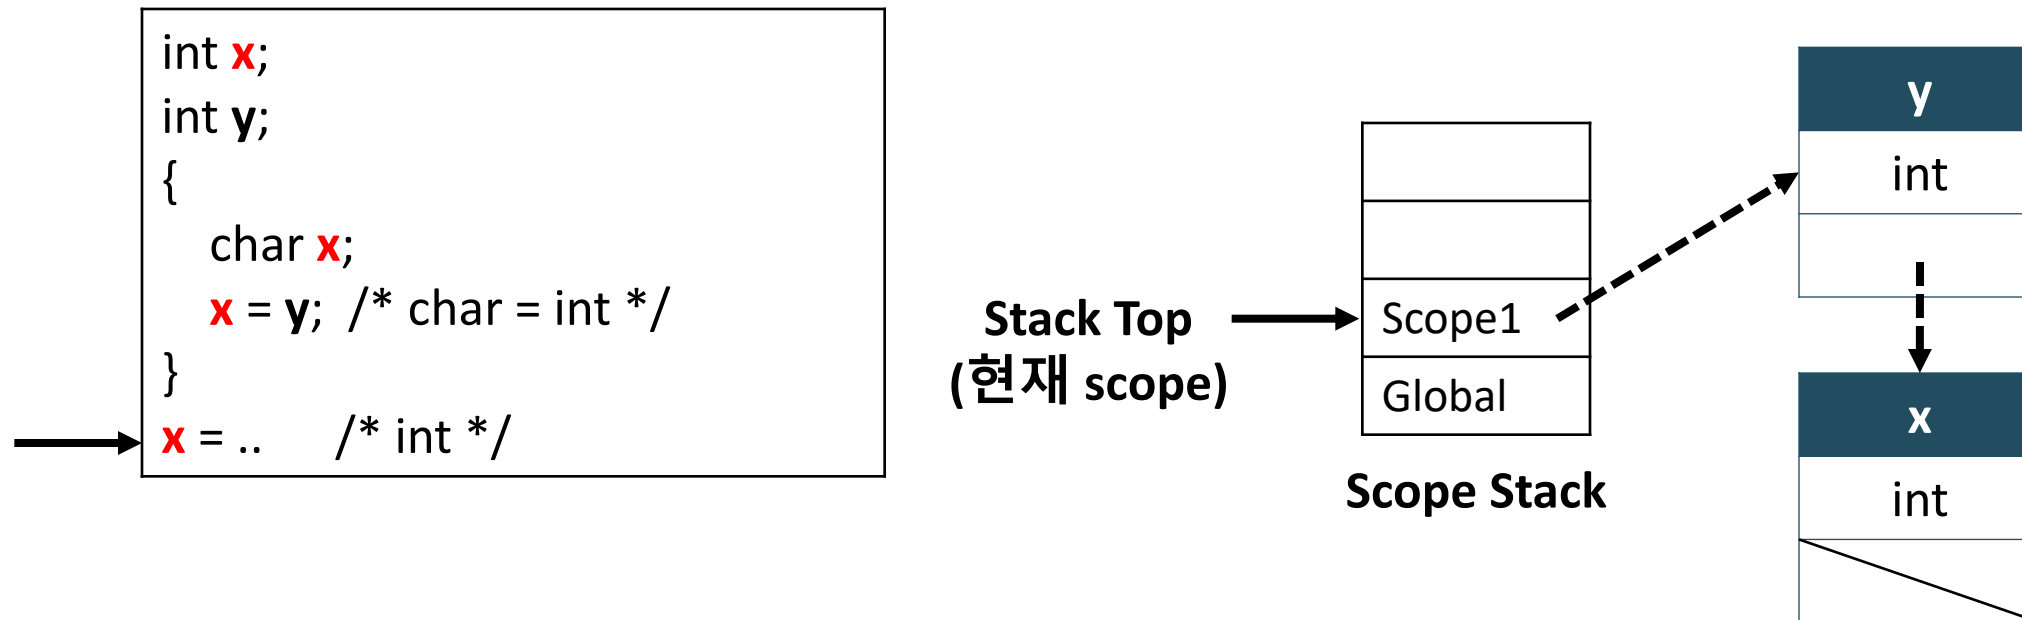 int x;
int y;
{
char x;
x = y; /* char = int */
}
x = .. /* int */
Stack Top
(현재 scope)
Scope1
Global
Scope Stack
y
int
x
int